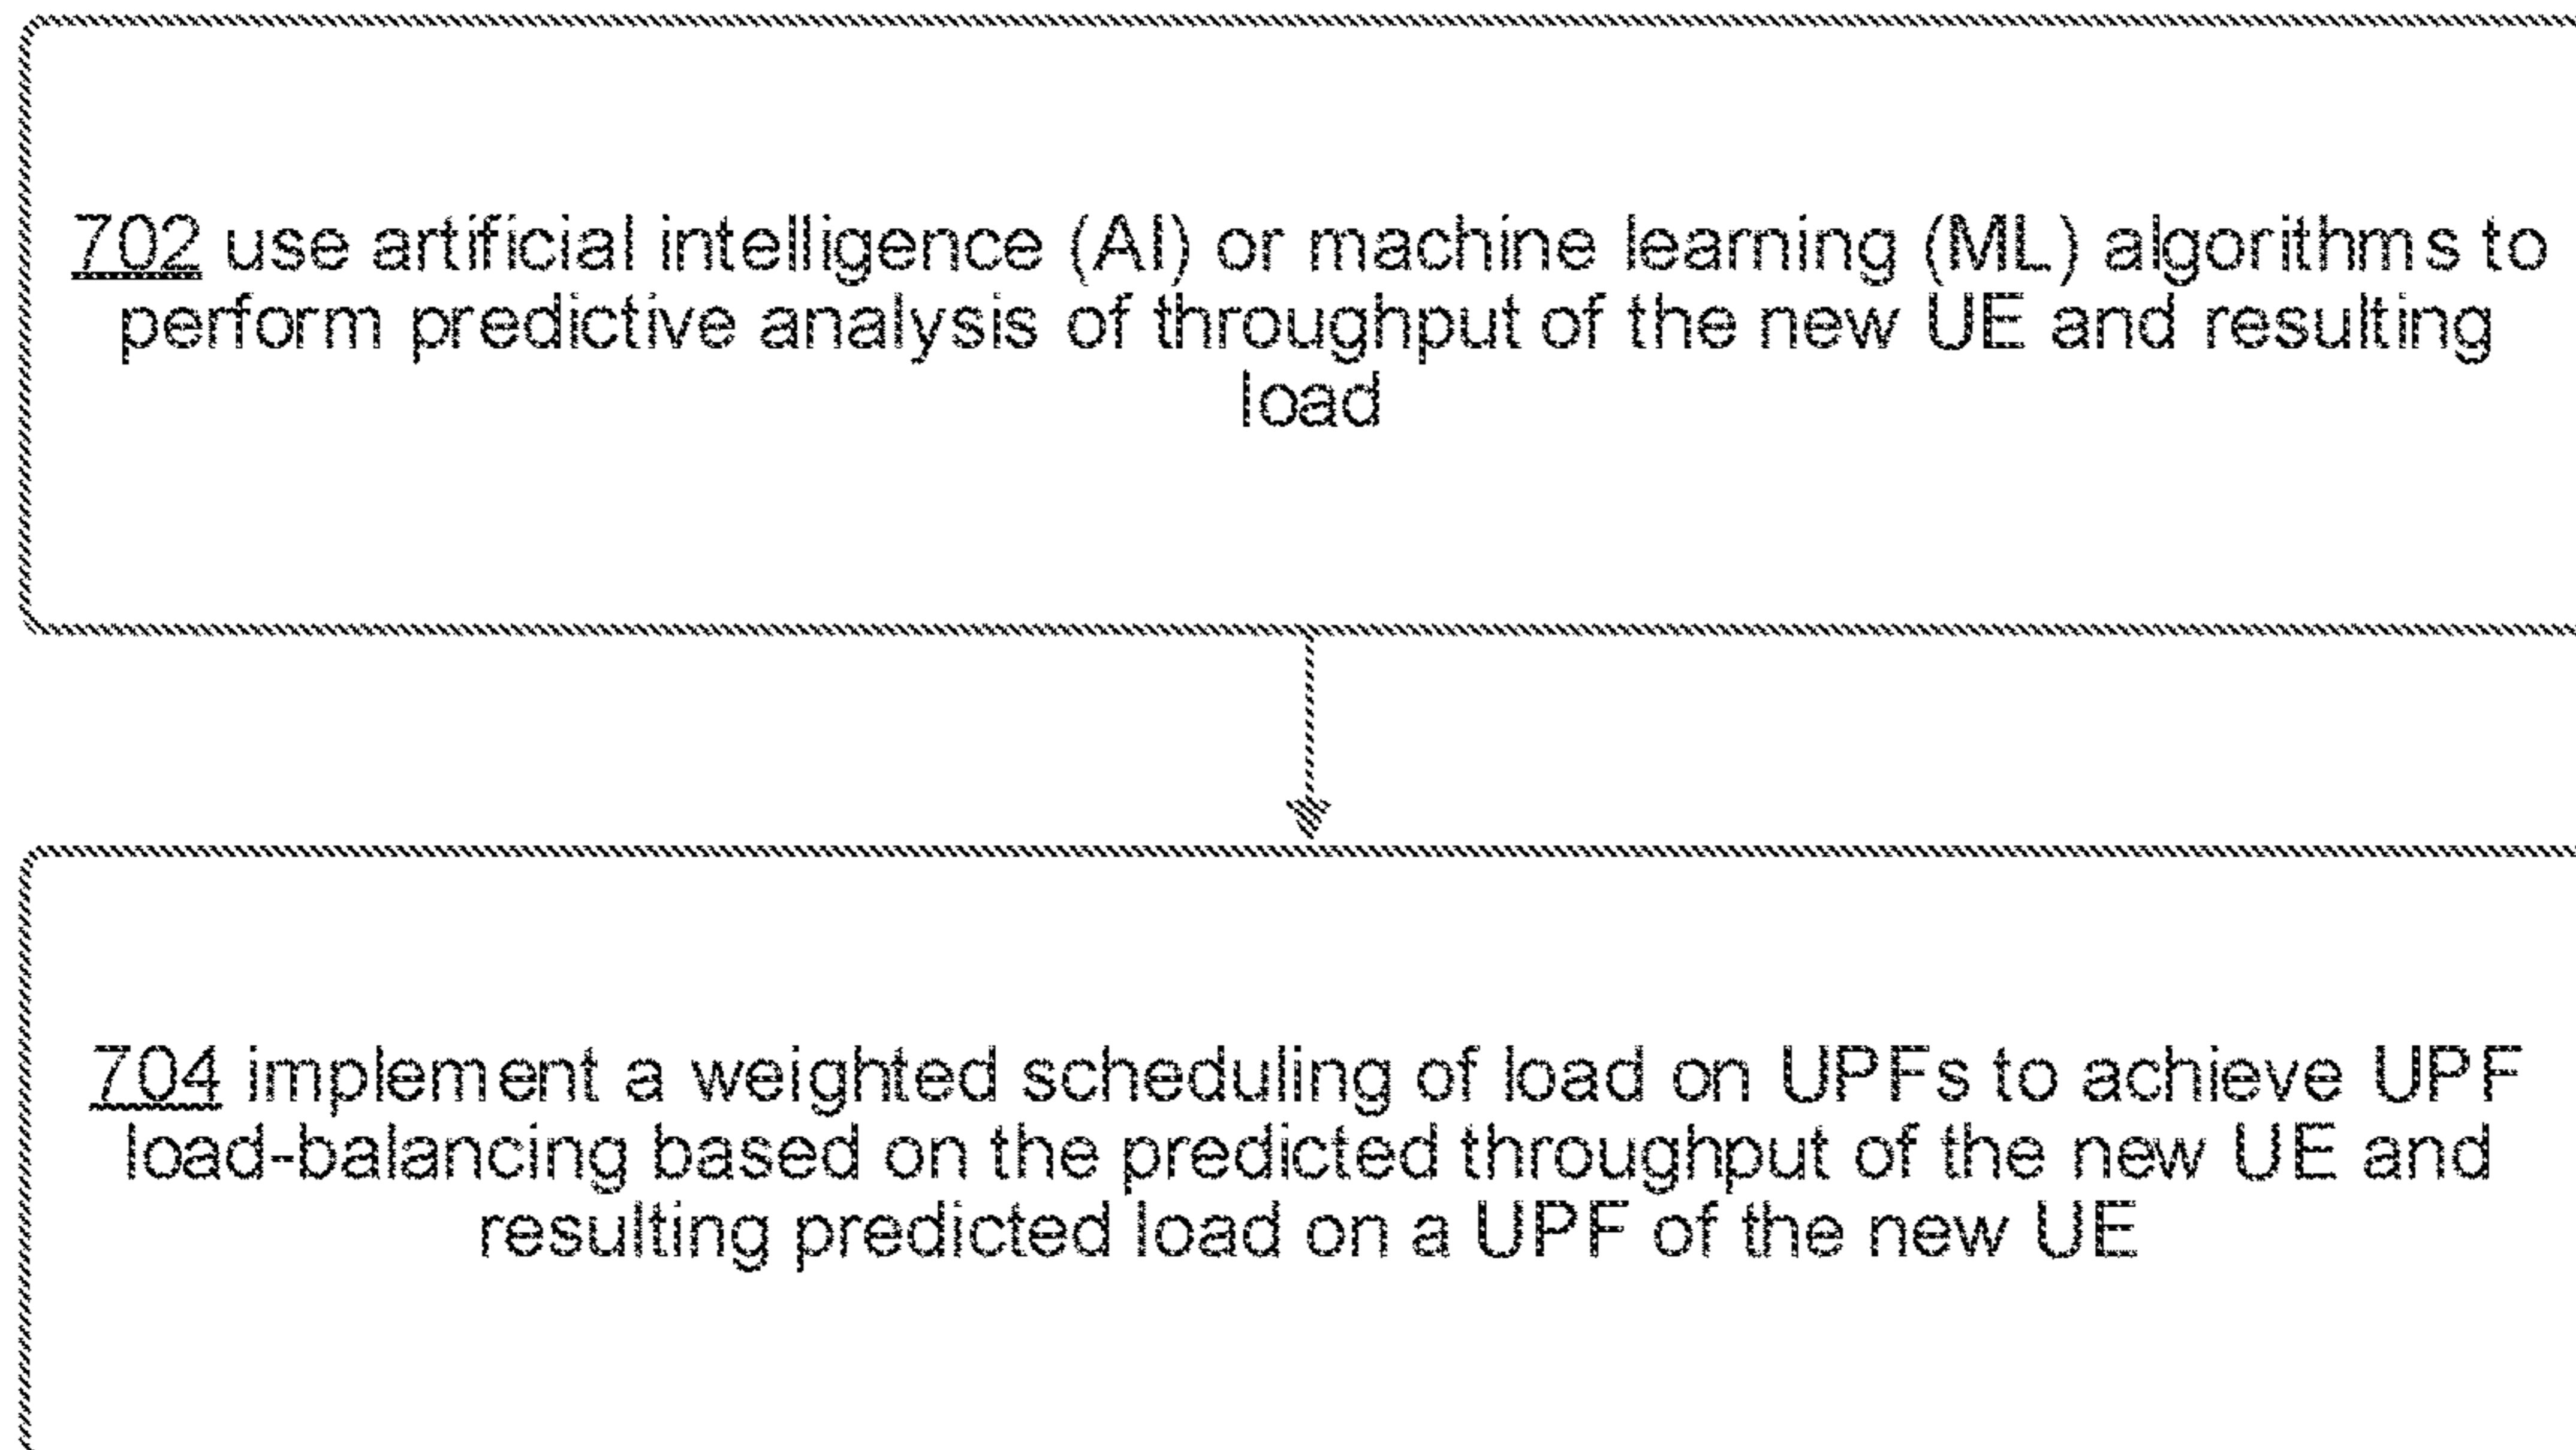 702 use artificial intelligence (AI) or machine learning (ML) algorithms to
perform predictive analysis of throughput of the new UE and resulting
load
704 implement a weighted scheduling of load on UPFs to achieve UPF
load-balancing based on the predicted throughput of the new UE and
resulting predicted load on a UPF of the new UE